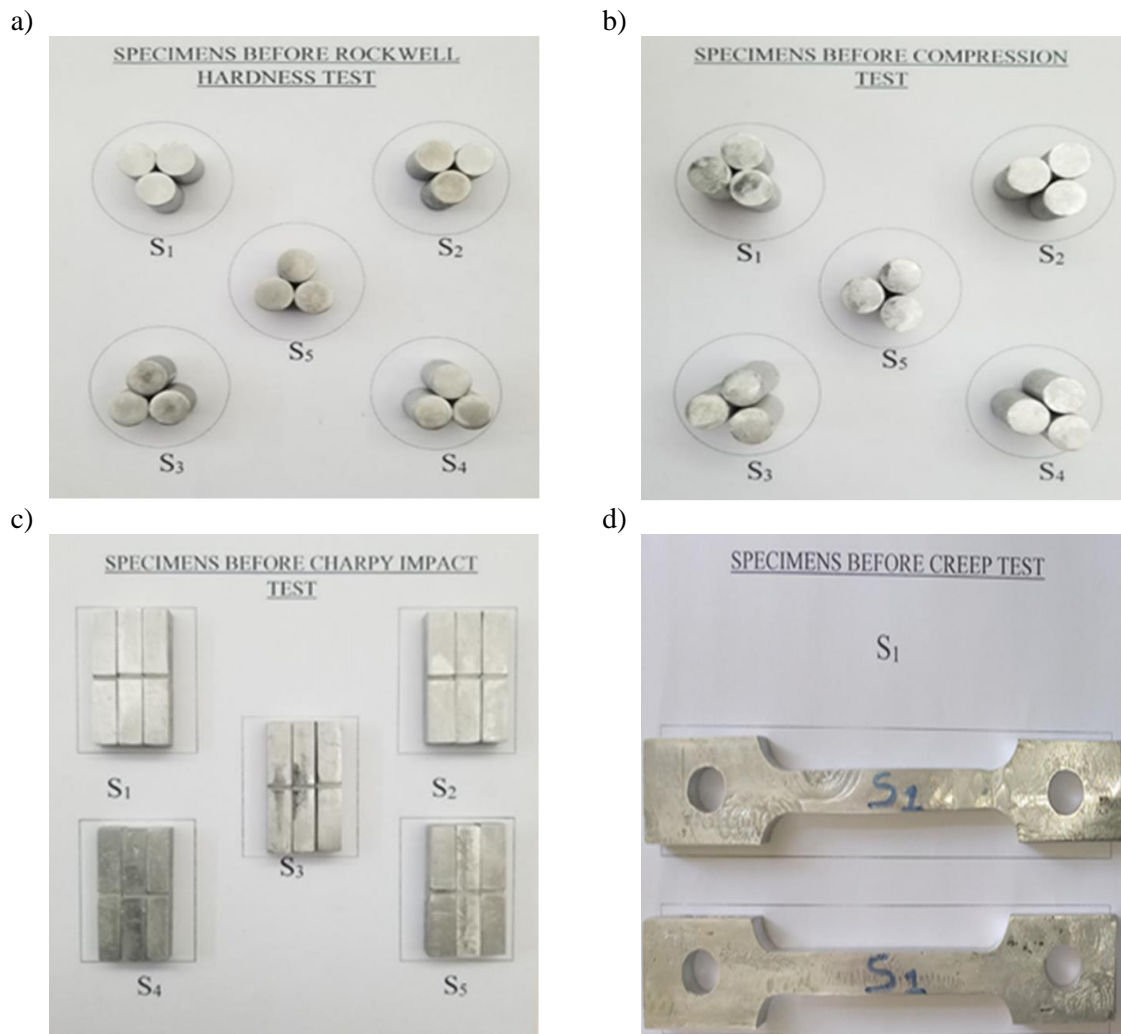 a)
SPECIMENS BEFORE ROCKWELL
HARDNESS TEST
S₁
S₂
S₅
S₃
S₄
b)
SPECIMENS BEFORE COMPRESSION
TEST
S₁
S₂
S₅
S₃
S₄
c)
SPECIMENS BEFORE CHARPY IMPACT
TEST
S₁
S₂
S₃
S₄
S₅
d)
SPECIMENS BEFORE CREEP TEST
S₁
S1
S1